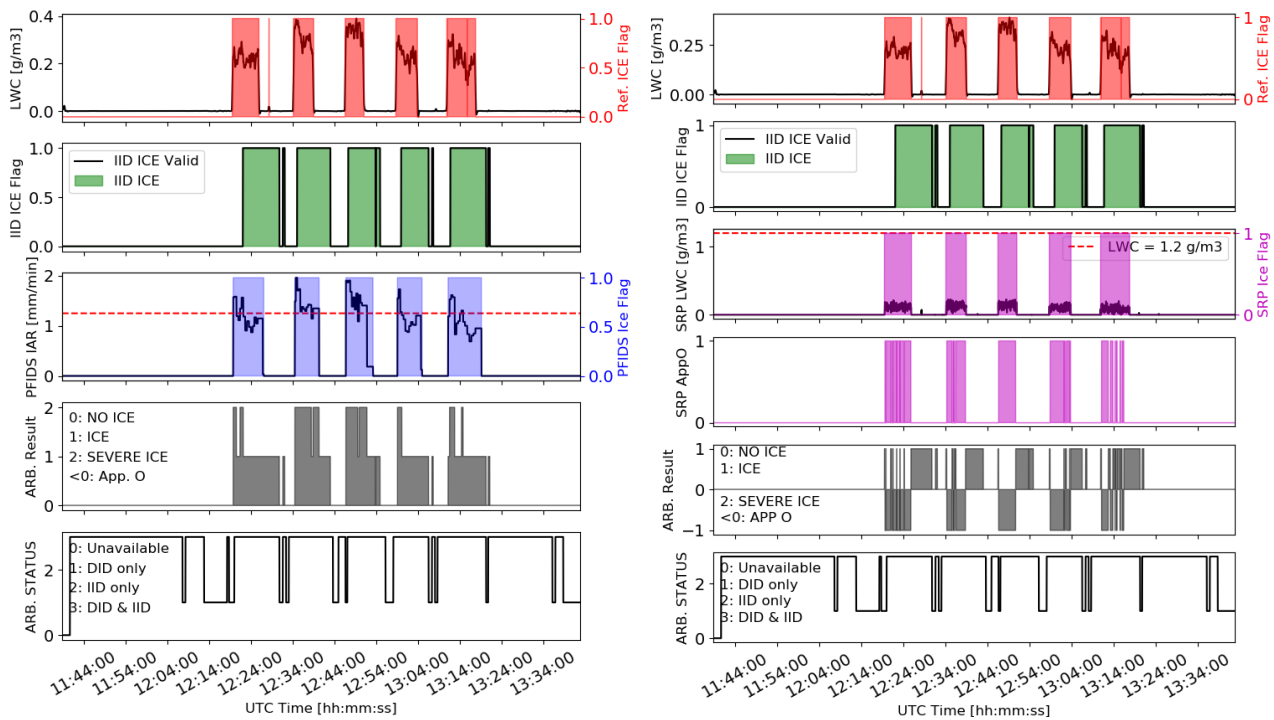 0.4
0.2
0.0
LWC [g/m3]
1.0
0.5
0.0
Ref. ICE Flag
1.0
0.5
0.0
IID ICE Flag
IID ICE Valid
IID ICE
2
1
0
PFIDS IAR [mm/min]
1.0
0.5
0.0
PFIDS Ice Flag
2
1
0
ARB. Result
0: NO ICE
1: ICE
2: SEVERE ICE
<0: App. O
2
0
ARB. STATUS
0: Unavailable
1: DID only
2: IID only
3: DID & IID
11:44:00
11:54:00
12:04:00
12:14:00
12:24:00
12:34:00
12:44:00
12:54:00
13:04:00
13:14:00
13:24:00
13:34:00
UTC Time [hh:mm:ss]
0.25
0.00
LWC [g/m3]
1
0
Ref. ICE Flag
1
0
IID ICE Flag
IID ICE Valid
IID ICE
1
0
SRP LWC [g/m3]
LWC = 1.2 g/m3
1
0
SRP Ice Flag
1
0
SRP AppO
1
0
−1
ARB. Result
0: NO ICE
1: ICE
2: SEVERE ICE
<0: APP O
2
0
ARB. STATUS
0: Unavailable
1: DID only
2: IID only
3: DID & IID
11:44:00
11:54:00
12:04:00
12:14:00
12:24:00
12:34:00
12:44:00
12:54:00
13:04:00
13:14:00
13:24:00
13:34:00
UTC Time [hh:mm:ss]